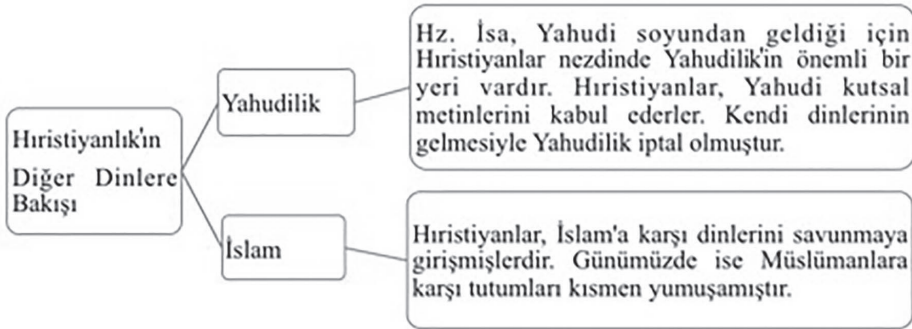 Hıristiyanlık'ın
Diğer Dinlere
Bakışı
Yahudilik
Hz. İsa, Yahudi soyundan geldiği için
Hıristiyanlar nezdinde Yahudilik'in önemli bir
yeri vardır. Hıristiyanlar, Yahudi kutsal
metinlerini kabul ederler. Kendi dinlerinin
gelmesiyle Yahudilik iptal olmuştur.
İslam
Hıristiyanlar, İslam'a karşı dinlerini savunmaya
girişmişlerdir. Günümüzde ise Müslümanlara
karşı tutumları kısmen yumuşamıştır.